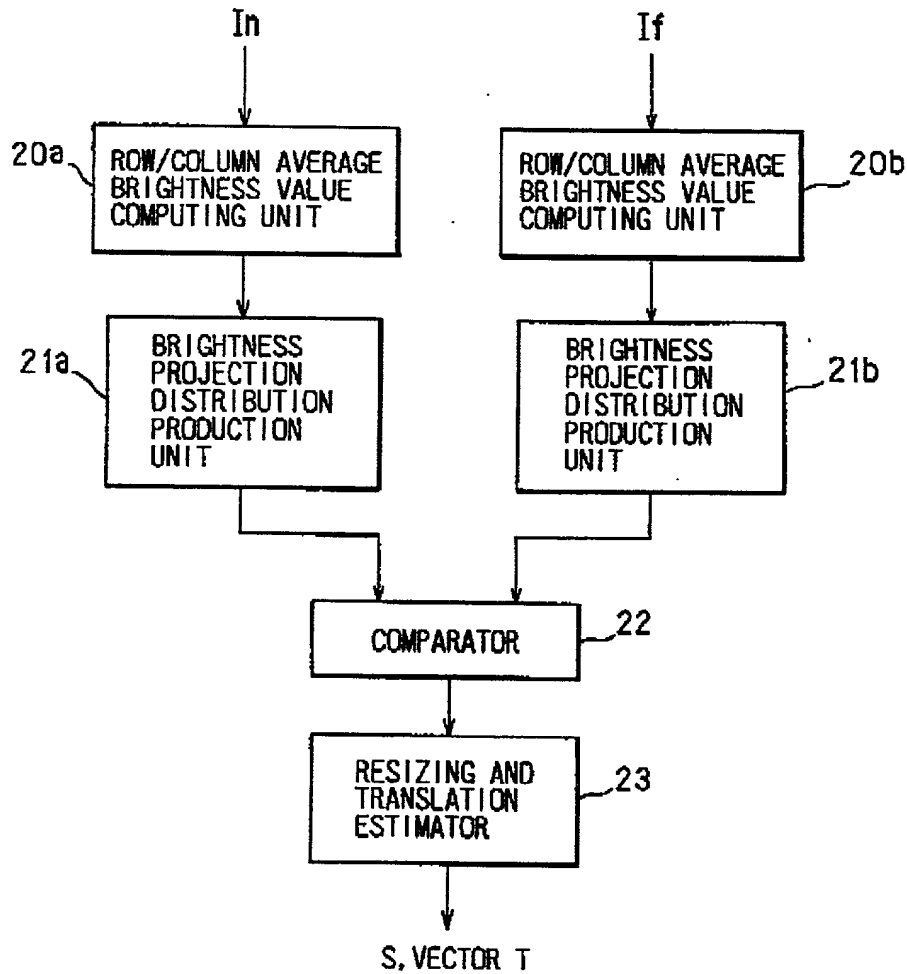 In
If
20a
ROW/COLUMN AVERAGE
BRIGHTNESS VALUE
COMPUTING UNIT
ROW/COLUMN AVERAGE
BRIGHTNESS VALUE
COMPUTING UNIT
20b
21a
BRIGHTNESS
PROJECTION
DISTRIBUTION
PRODUCTION
UNIT
BRIGHTNESS
PROJECTION
DISTRIBUTION
PRODUCTION
UNIT
21b
COMPARATOR
22
RESIZING AND
TRANSLATION
ESTIMATOR
23
S, VECTOR T